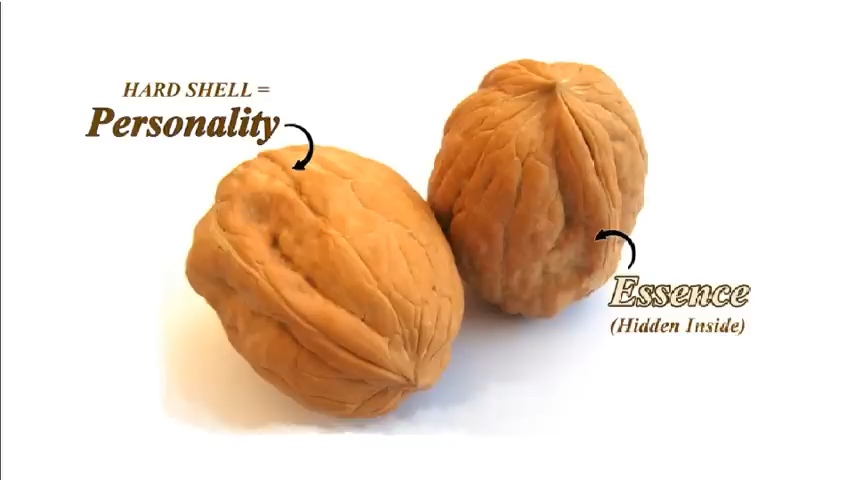 HARD SHELL =
Personality
Essence
(Hidden Inside)